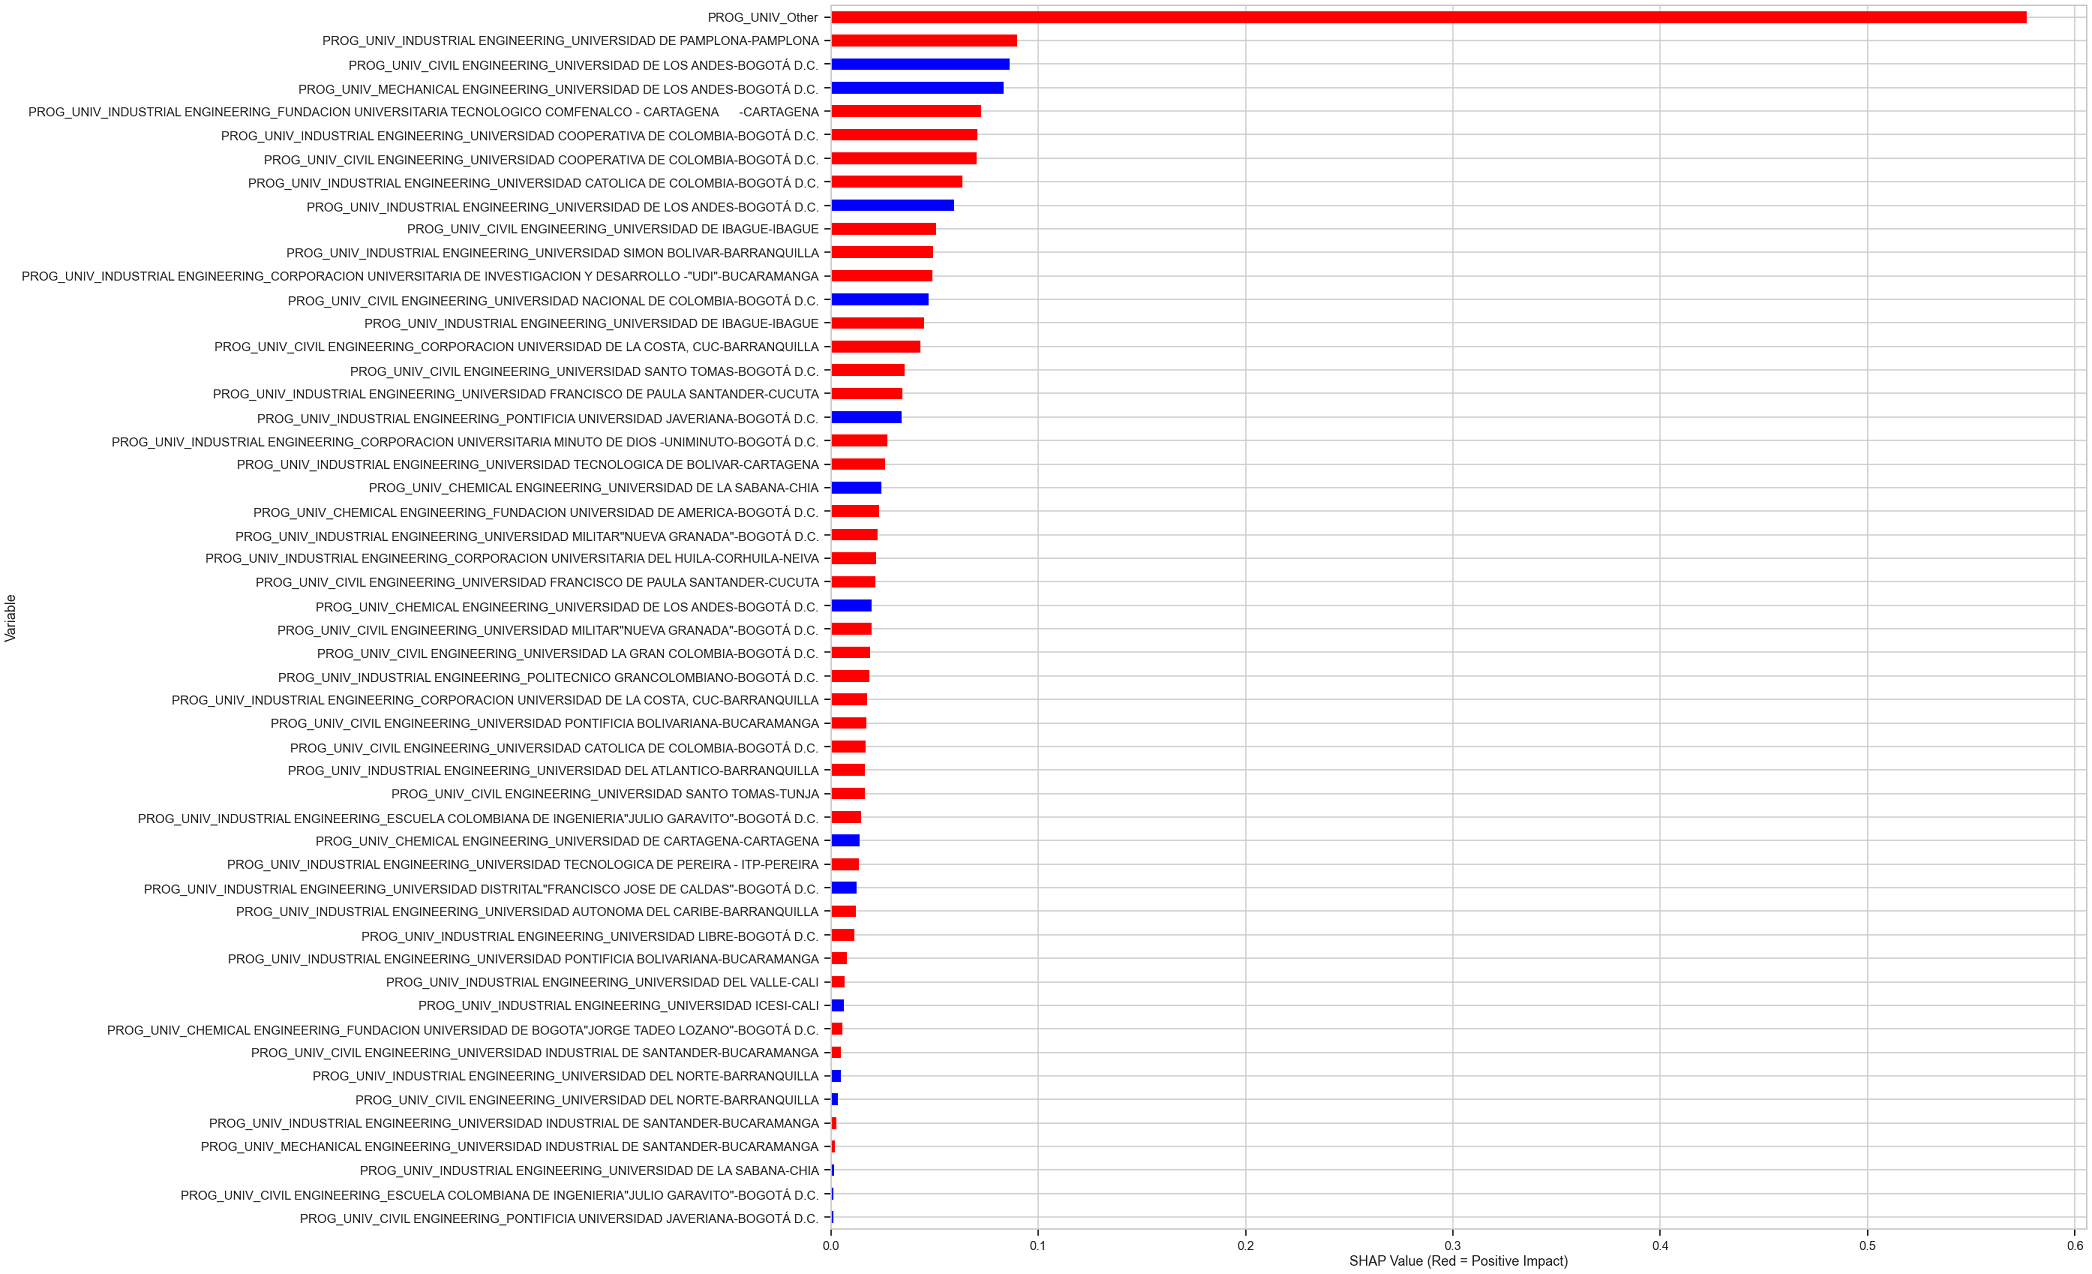 PROG_UNIV_Other
PROG_UNIV_INDUSTRIAL ENGINEERING_UNIVERSIDAD DE PAMPLONA-PAMPLONA
PROG_UNIV_CIVIL ENGINEERING_UNIVERSIDAD DE LOS ANDES-BOGOTÁ D.C.
PROG_UNIV_MECHANICAL ENGINEERING_UNIVERSIDAD DE LOS ANDES-BOGOTÁ D.C.
PROG_UNIV_INDUSTRIAL ENGINEERING_FUNDACION UNIVERSITARIA TECNOLOGICO COMFENALCO - CARTAGENA      -CARTAGENA
PROG_UNIV_INDUSTRIAL ENGINEERING_UNIVERSIDAD COOPERATIVA DE COLOMBIA-BOGOTÁ D.C.
PROG_UNIV_CIVIL ENGINEERING_UNIVERSIDAD COOPERATIVA DE COLOMBIA-BOGOTÁ D.C.
PROG_UNIV_INDUSTRIAL ENGINEERING_UNIVERSIDAD CATOLICA DE COLOMBIA-BOGOTÁ D.C.
PROG_UNIV_INDUSTRIAL ENGINEERING_UNIVERSIDAD DE LOS ANDES-BOGOTÁ D.C.
PROG_UNIV_CIVIL ENGINEERING_UNIVERSIDAD DE IBAGUE-IBAGUE
PROG_UNIV_INDUSTRIAL ENGINEERING_UNIVERSIDAD SIMON BOLIVAR-BARRANQUILLA
PROG_UNIV_INDUSTRIAL ENGINEERING_CORPORACION UNIVERSITARIA DE INVESTIGACION Y DESARROLLO -"UDI"-BUCARAMANGA
PROG_UNIV_CIVIL ENGINEERING_UNIVERSIDAD NACIONAL DE COLOMBIA-BOGOTÁ D.C.
PROG_UNIV_INDUSTRIAL ENGINEERING_UNIVERSIDAD DE IBAGUE-IBAGUE
PROG_UNIV_CIVIL ENGINEERING_CORPORACION UNIVERSIDAD DE LA COSTA, CUC-BARRANQUILLA
PROG_UNIV_CIVIL ENGINEERING_UNIVERSIDAD SANTO TOMAS-BOGOTÁ D.C.
PROG_UNIV_INDUSTRIAL ENGINEERING_UNIVERSIDAD FRANCISCO DE PAULA SANTANDER-CUCUTA
PROG_UNIV_INDUSTRIAL ENGINEERING_PONTIFICIA UNIVERSIDAD JAVERIANA-BOGOTÁ D.C.
PROG_UNIV_INDUSTRIAL ENGINEERING_CORPORACION UNIVERSITARIA MINUTO DE DIOS -UNIMINUTO-BOGOTÁ D.C.
PROG_UNIV_INDUSTRIAL ENGINEERING_UNIVERSIDAD TECNOLOGICA DE BOLIVAR-CARTAGENA
PROG_UNIV_CHEMICAL ENGINEERING_UNIVERSIDAD DE LA SABANA-CHIA
PROG_UNIV_CHEMICAL ENGINEERING_FUNDACION UNIVERSIDAD DE AMERICA-BOGOTÁ D.C.
PROG_UNIV_INDUSTRIAL ENGINEERING_UNIVERSIDAD MILITAR"NUEVA GRANADA"-BOGOTÁ D.C.
PROG_UNIV_INDUSTRIAL ENGINEERING_CORPORACION UNIVERSITARIA DEL HUILA-CORHUILA-NEIVA
PROG_UNIV_CIVIL ENGINEERING_UNIVERSIDAD FRANCISCO DE PAULA SANTANDER-CUCUTA
PROG_UNIV_CHEMICAL ENGINEERING_UNIVERSIDAD DE LOS ANDES-BOGOTÁ D.C.
PROG_UNIV_CIVIL ENGINEERING_UNIVERSIDAD MILITAR"NUEVA GRANADA"-BOGOTÁ D.C.
PROG_UNIV_CIVIL ENGINEERING_UNIVERSIDAD LA GRAN COLOMBIA-BOGOTÁ D.C.
PROG_UNIV_INDUSTRIAL ENGINEERING_POLITECNICO GRANCOLOMBIANO-BOGOTÁ D.C.
PROG_UNIV_INDUSTRIAL ENGINEERING_CORPORACION UNIVERSIDAD DE LA COSTA, CUC-BARRANQUILLA
PROG_UNIV_CIVIL ENGINEERING_UNIVERSIDAD PONTIFICIA BOLIVARIANA-BUCARAMANGA
PROG_UNIV_CIVIL ENGINEERING_UNIVERSIDAD CATOLICA DE COLOMBIA-BOGOTÁ D.C.
PROG_UNIV_INDUSTRIAL ENGINEERING_UNIVERSIDAD DEL ATLANTICO-BARRANQUILLA
PROG_UNIV_CIVIL ENGINEERING_UNIVERSIDAD SANTO TOMAS-TUNJA
PROG_UNIV_INDUSTRIAL ENGINEERING_ESCUELA COLOMBIANA DE INGENIERIA"JULIO GARAVITO"-BOGOTÁ D.C.
PROG_UNIV_CHEMICAL ENGINEERING_UNIVERSIDAD DE CARTAGENA-CARTAGENA
PROG_UNIV_INDUSTRIAL ENGINEERING_UNIVERSIDAD TECNOLOGICA DE PEREIRA - ITP-PEREIRA
PROG_UNIV_INDUSTRIAL ENGINEERING_UNIVERSIDAD DISTRITAL"FRANCISCO JOSE DE CALDAS"-BOGOTÁ D.C.
PROG_UNIV_INDUSTRIAL ENGINEERING_UNIVERSIDAD AUTONOMA DEL CARIBE-BARRANQUILLA
PROG_UNIV_INDUSTRIAL ENGINEERING_UNIVERSIDAD LIBRE-BOGOTÁ D.C.
PROG_UNIV_INDUSTRIAL ENGINEERING_UNIVERSIDAD PONTIFICIA BOLIVARIANA-BUCARAMANGA
PROG_UNIV_INDUSTRIAL ENGINEERING_UNIVERSIDAD DEL VALLE-CALI
PROG_UNIV_INDUSTRIAL ENGINEERING_UNIVERSIDAD ICESI-CALI
PROG_UNIV_CHEMICAL ENGINEERING_FUNDACION UNIVERSIDAD DE BOGOTA"JORGE TADEO LOZANO"-BOGOTÁ D.C.
PROG_UNIV_CIVIL ENGINEERING_UNIVERSIDAD INDUSTRIAL DE SANTANDER-BUCARAMANGA
PROG_UNIV_INDUSTRIAL ENGINEERING_UNIVERSIDAD DEL NORTE-BARRANQUILLA
PROG_UNIV_CIVIL ENGINEERING_UNIVERSIDAD DEL NORTE-BARRANQUILLA
PROG_UNIV_INDUSTRIAL ENGINEERING_UNIVERSIDAD INDUSTRIAL DE SANTANDER-BUCARAMANGA
PROG_UNIV_MECHANICAL ENGINEERING_UNIVERSIDAD INDUSTRIAL DE SANTANDER-BUCARAMANGA
PROG_UNIV_INDUSTRIAL ENGINEERING_UNIVERSIDAD DE LA SABANA-CHIA
PROG_UNIV_CIVIL ENGINEERING_ESCUELA COLOMBIANA DE INGENIERIA"JULIO GARAVITO"-BOGOTÁ D.C.
PROG_UNIV_CIVIL ENGINEERING_PONTIFICIA UNIVERSIDAD JAVERIANA-BOGOTÁ D.C.
Variable
0.0 0.1 0.2 0.3 0.4 0.5 0.6
SHAP Value (Red = Positive Impact)